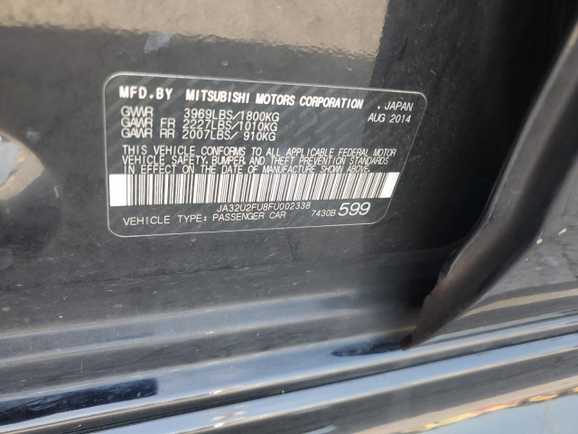 MFD.BY MITSUBISHI MOTORS CORPORATION , JAPAN
GVWR 3969LBS/1800KG AUG 2014
GAWR FR 2227LBS/1010KG
GAWR RR 2007LBS/ 910KG
THIS VEHICLE CONFORMS TO ALL APPLICABLE FEDERAL MOTOR
VEHICLE SAFETY, BUMPER, AND THEFT PREVENTION STANDARDS
IN EFFECT ON THE DATE OF MANUFACTURE SHOWN ABOVE.
JA32U2FU8FU002338
VEHICLE TYPE: PASSENGER CAR 7430B 599